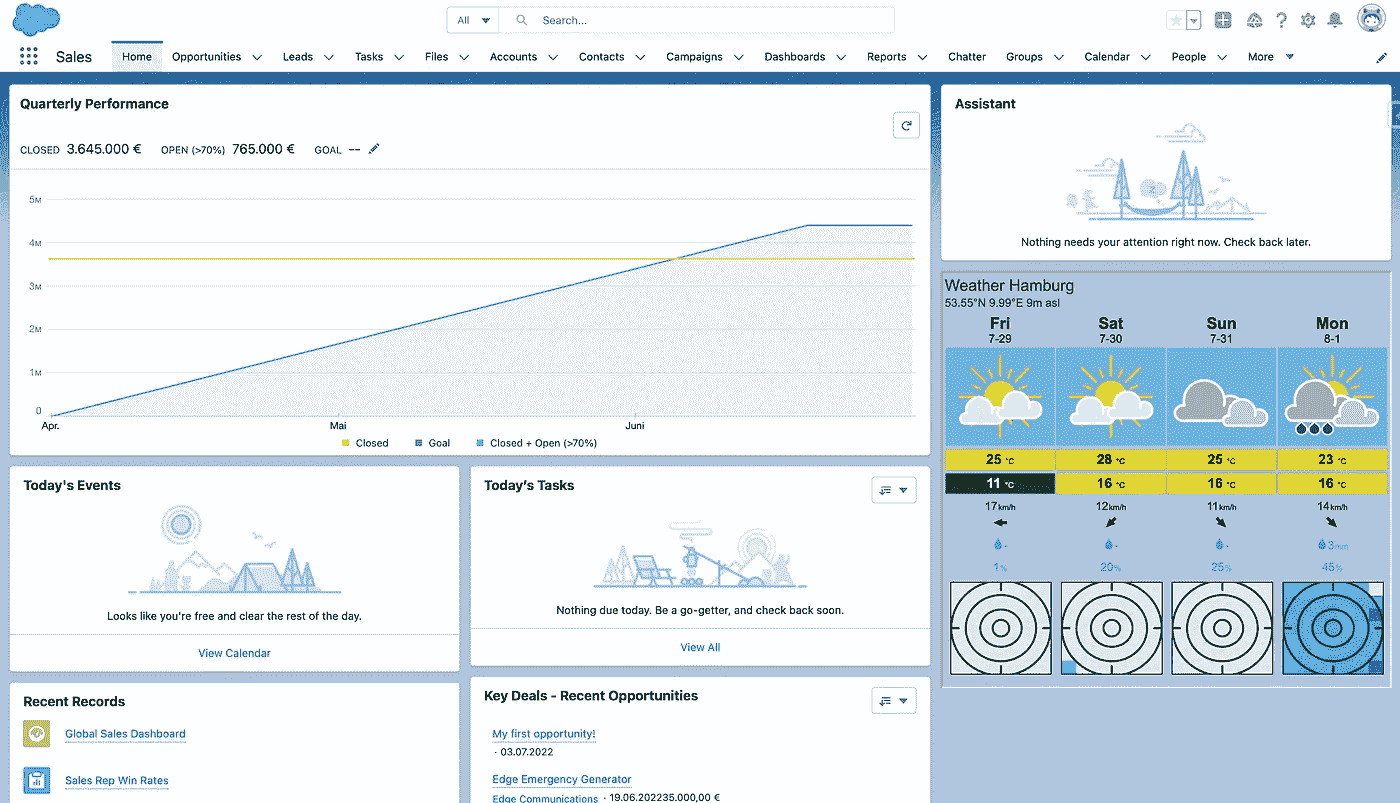 All
Search...
Sales
Home
Opportunities
Leads
Tasks
Files
Accounts
Contacts
Campaigns
Dashboards
Reports
Chatter
Groups
Calendar
People
More
Quarterly Performance
CLOSED 3.645.000 € OPEN (>70%) 765.000 € GOAL --
5M
4M
3M
2M
1M
0
Apr. Mai Juni
Closed Goal Closed + Open (>70%)
Assistant
Z
Nothing needs your attention right now. Check back later.
Weather Hamburg
53.55°N 9.99°E 9m asl
Fri Sat Sun Mon
7-29 7-30 7-31 8-1
25 °C 28 °C 25 °C 23 °C
11 °C 16 °C 16 °C 16 °C
17 km/h 12 km/h 11 km/h 14 km/h
- - - 3mm
1% 20% 25% 45%
Today's Events
Looks like you're free and clear the rest of the day.
View Calendar
Today's Tasks
Nothing due today. Be a go-getter, and check back soon.
View All
Recent Records
Global Sales Dashboard
Sales Rep Win Rates
Key Deals - Recent Opportunities
My first opportunity!
· 03.07.2022
Edge Emergency Generator
Edge Communications · 19.06.202235.000,00 €